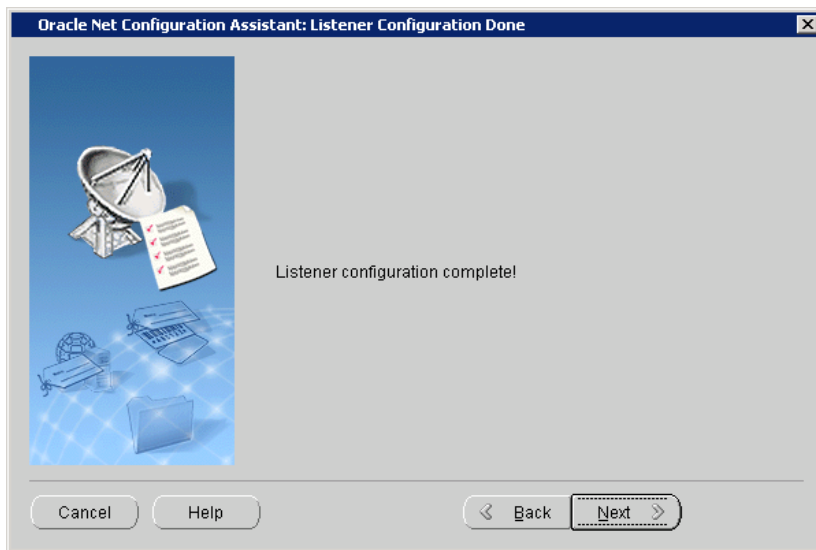 Oracle Net Configuration Assistant: Listener Configuration Done
Listener configuration complete!
Cancel
Help
Back
Next